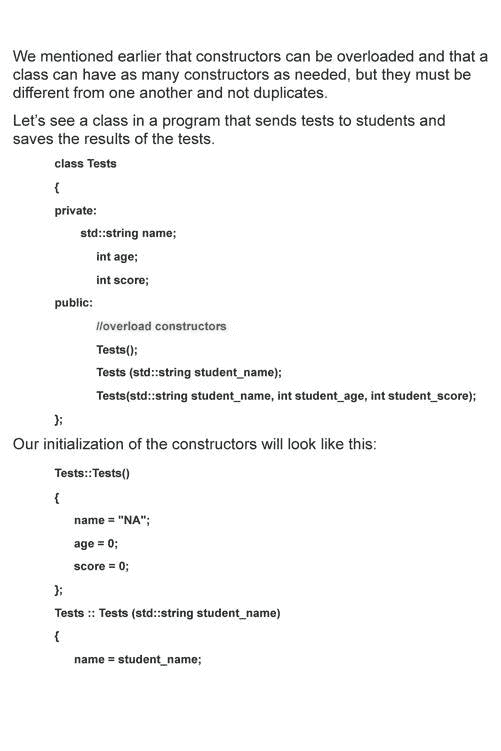 We mentioned earlier that constructors can be overloaded and that a
class can have as many constructors as needed, but they must be
different from one another and not duplicates.
Let's see a class in a program that sends tests to students and
saves the results of the tests.
class Tests
{
private:
std::string name;
int age;
int score;
public:
//overload constructors
Tests();
Tests (std::string student_name);
Tests(std::string student_name, int student_age, int student_score);
};
Our initialization of the constructors will look like this:
Tests::Tests()
{
name = "NA";
age = 0;
score = 0;
};
Tests :: Tests (std::string student_name)
{
name = student_name;